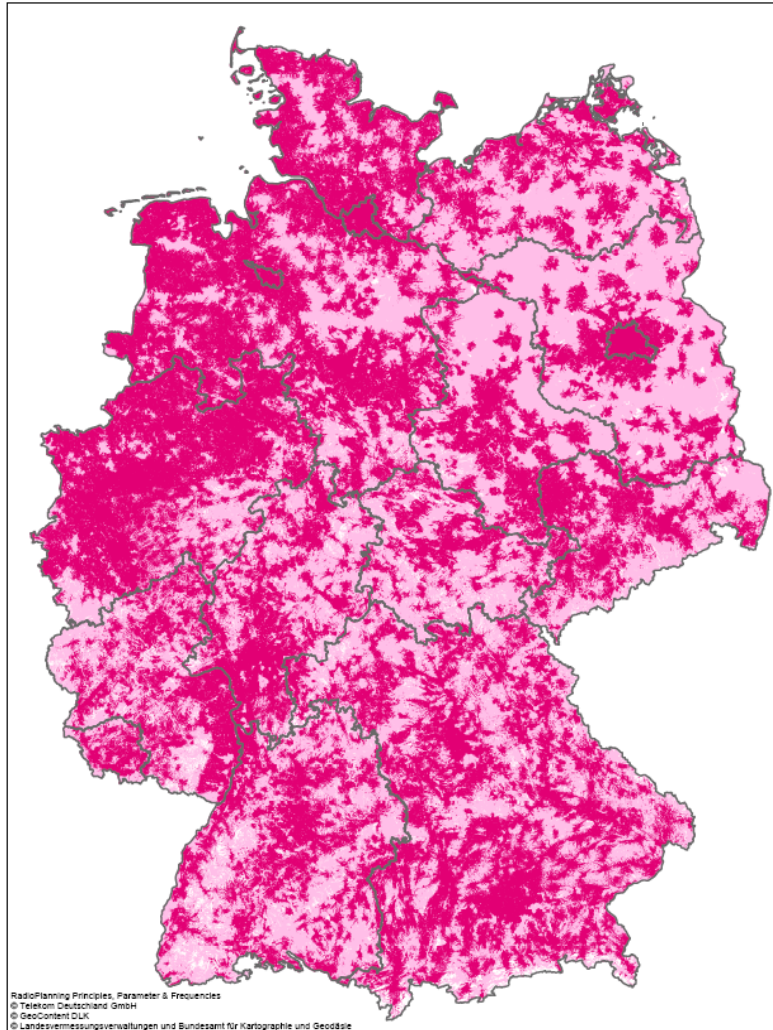 RadioPlanning Principles, Parameter & Frequencies
© Telekom Deutschland GmbH
© GeoContent DLK
© Landesvermessungsverwaltungen und Bundesamt für Kartographie und Geodäsie